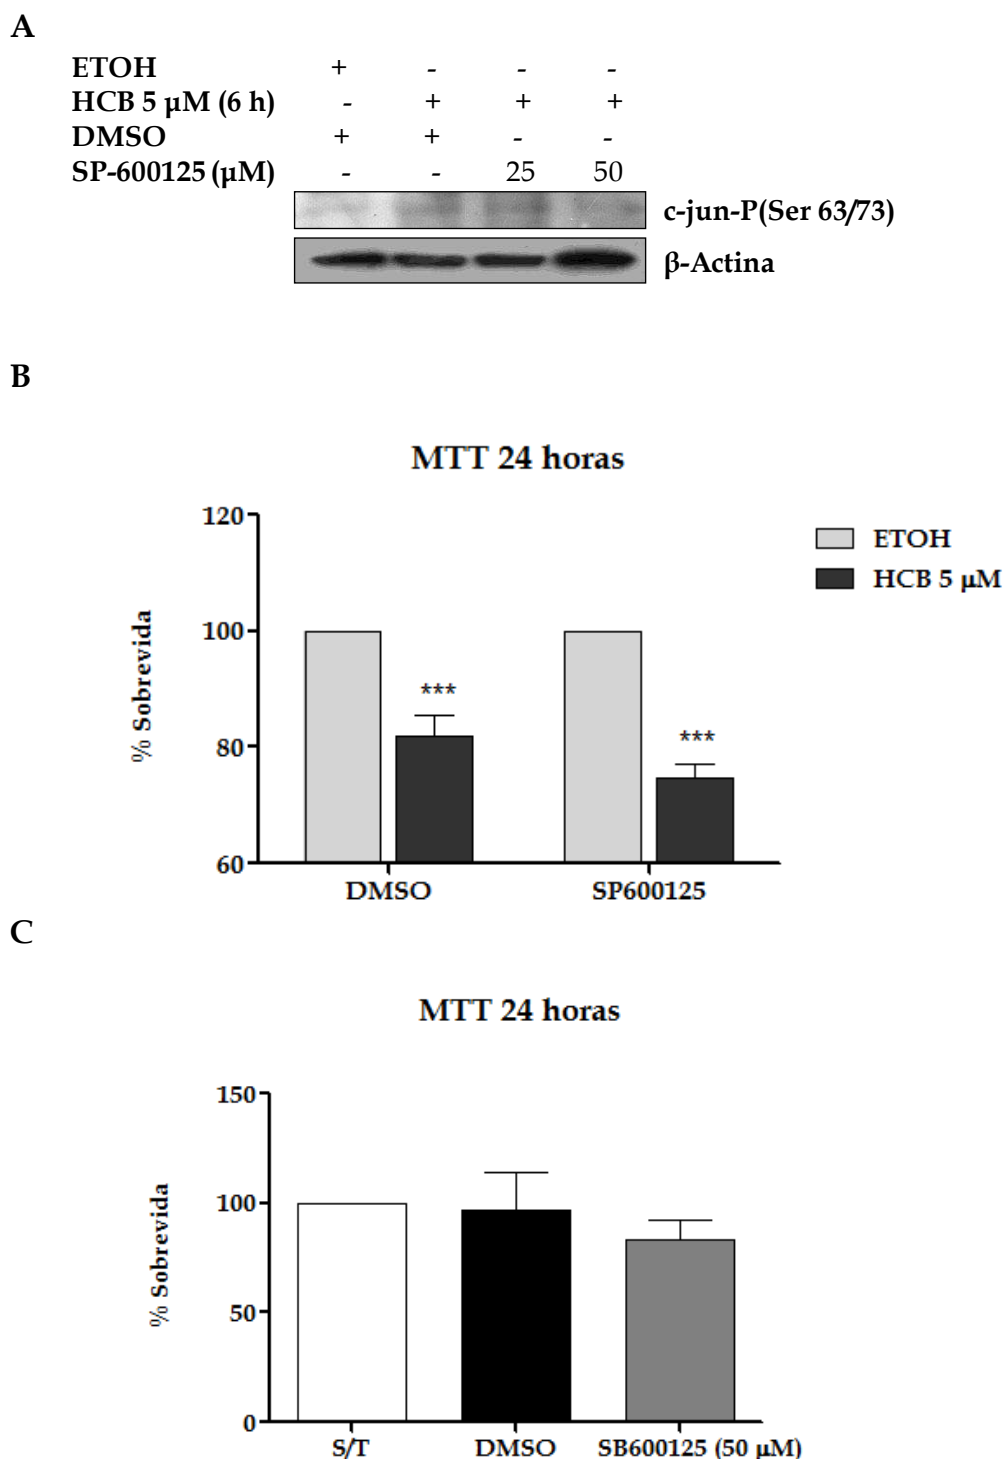 A
ETOH + - - -
HCB 5 µM (6 h) - + + +
DMSO + + - -
SP-600125 (µM) - - 25 50
c-jun-P(Ser 63/73)
β-Actina
B
MTT 24 horas
120
100
80
60
% Sobrevida
***
***
ETOH
HCB 5 µM
DMSO SP600125
C
MTT 24 horas
150
100
50
0
% Sobrevida
S/T DMSO SB600125 (50 µM)